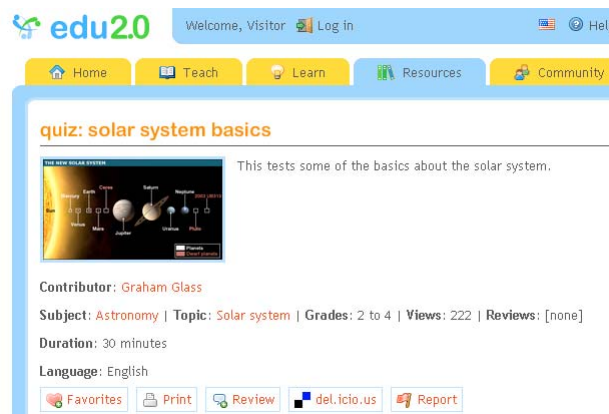 edu2.0
Welcome, Visitor Log in
Hel
Home Teach Learn Resources Community
quiz: solar system basics
THE NEW SOLAR SYSTEM
This tests some of the basics about the solar system.
Earth Ceres Saturn Neptune
Mercury
Sun
Venus Mars Jupiter Uranus Pluto
Planets
Dwarf planets
Contributor: Graham Glass
Subject: Astronomy | Topic: Solar system | Grades: 2 to 4 | Views: 222 | Reviews: [none]
Duration: 30 minutes
Language: English
Favorites Print Review del.icio.us Report